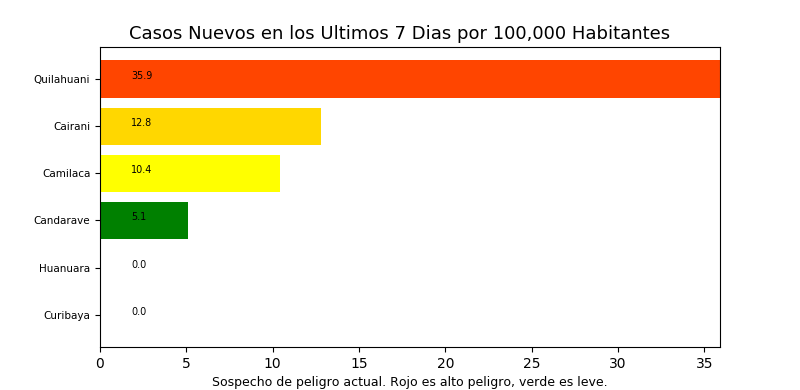 Casos Nuevos en los Ultimos 7 Dias por 100,000 Habitantes
Quilahuani 35.9
Cairani 12.8
Camilaca 10.4
Candarave 5.1
Huanuara 0.0
Curibaya 0.0
0 5 10 15 20 25 30 35
Sospecho de peligro actual. Rojo es alto peligro, verde es leve.